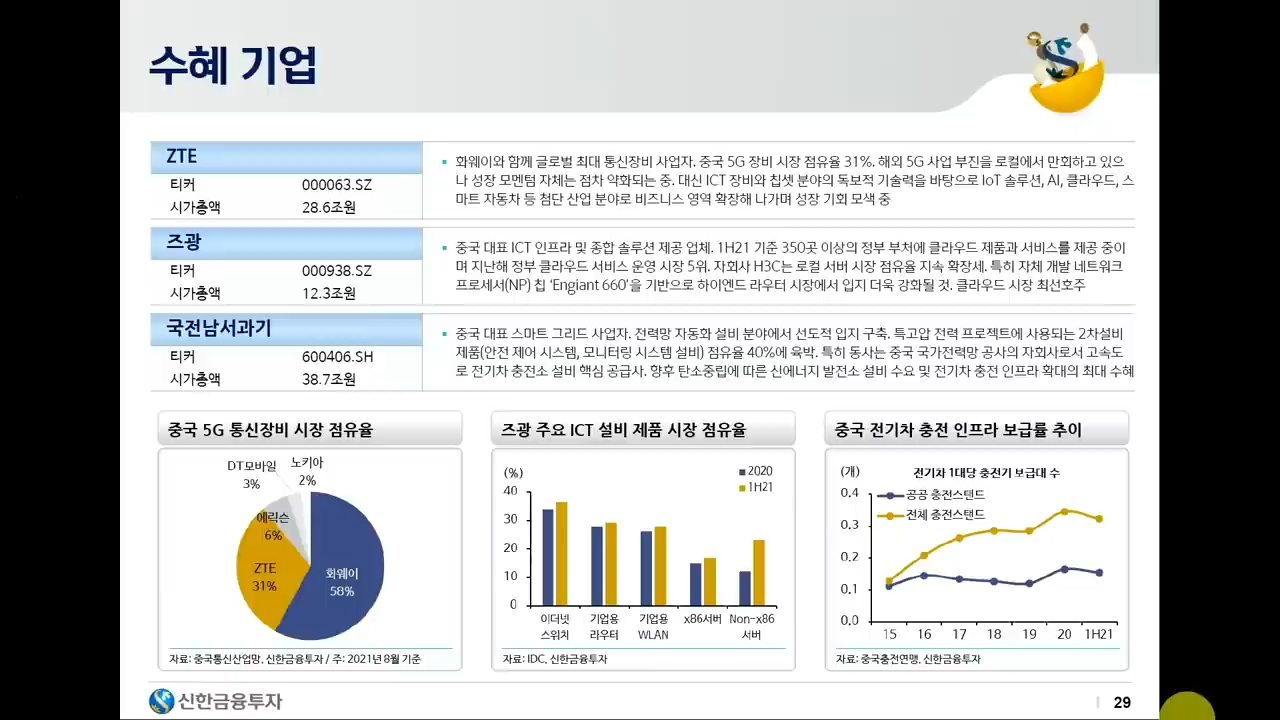 수혜 기업
ZTE
티커 000063.SZ
시가총액 28.6조원
화웨이와 함께 글로벌 최대 통신장비 사업자. 중국 5G 장비 시장 점유율 31%. 해외 5G 사업 부진을 로컬에서 만회하고 있으
나 성장 모멘텀 자체는 점차 약화되는 중. 대신 ICT 장비와 칩셋 분야의 독보적 기술력을 바탕으로 IoT 솔루션, AI, 클라우드, 스
마트 자동차 등 첨단 산업 분야로 비즈니스 영역 확장해 나가며 성장 기회 모색 중
즈광
티커 000938.SZ
시가총액 12.3조원
중국 대표 ICT 인프라 및 종합 솔루션 제공 업체. 1H21 기준 350곳 이상의 정부 부처에 클라우드 제품과 서비스를 제공 중이
며 지난해 정부 클라우드 서비스 운영 시장 5위. 자회사 H3C는 로컬 서버 시장 점유율 지속 확장세. 특히 자체 개발 네트워크
프로세서(NP) 칩 ‘Engiant 660’을 기반으로 하이엔드 라우터 시장에서 입지 더욱 강화될 것. 클라우드 시장 최선호주
국전남서과기
티커 600406.SH
시가총액 38.7조원
중국 대표 스마트 그리드 사업자. 전력망 자동화 설비 분야에서 선도적 입지 구축. 특고압 전력 프로젝트에 사용되는 2차설비
제품(안전 제어 시스템, 모니터링 시스템 설비) 점유율 40%에 육박. 특히 동사는 중국 국가전력망 공사의 자회사로서 고속도
로 전기차 충전소 설비 핵심 공급사. 향후 탄소중립에 따른 신에너지 발전소 설비 수요 및 전기차 충전 인프라 확대의 최대 수혜
중국 5G 통신장비 시장 점유율
DT모바일
3%
노키아
2%
에릭슨
6%
ZTE
31%
화웨이
58%
자료: 중국통신산업망, 신한금융투자 / 주: 2021년 8월 기준
즈광 주요 ICT 설비 제품 시장 점유율
(%)
2020
1H21
40
30
20
10
0
이더넷 스위치
기업용 라우터
기업용 WLAN
x86서버
Non-x86 서버
자료: IDC, 신한금융투자
중국 전기차 충전 인프라 보급률 추이
(개)
전기차 1대당 충전기 보급대 수
공공 충전스탠드
전체 충전스탠드
0.4
0.3
0.2
0.1
0.0
15 16 17 18 19 20 1H21
자료: 중국충전연맹, 신한금융투자
신한금융투자
29